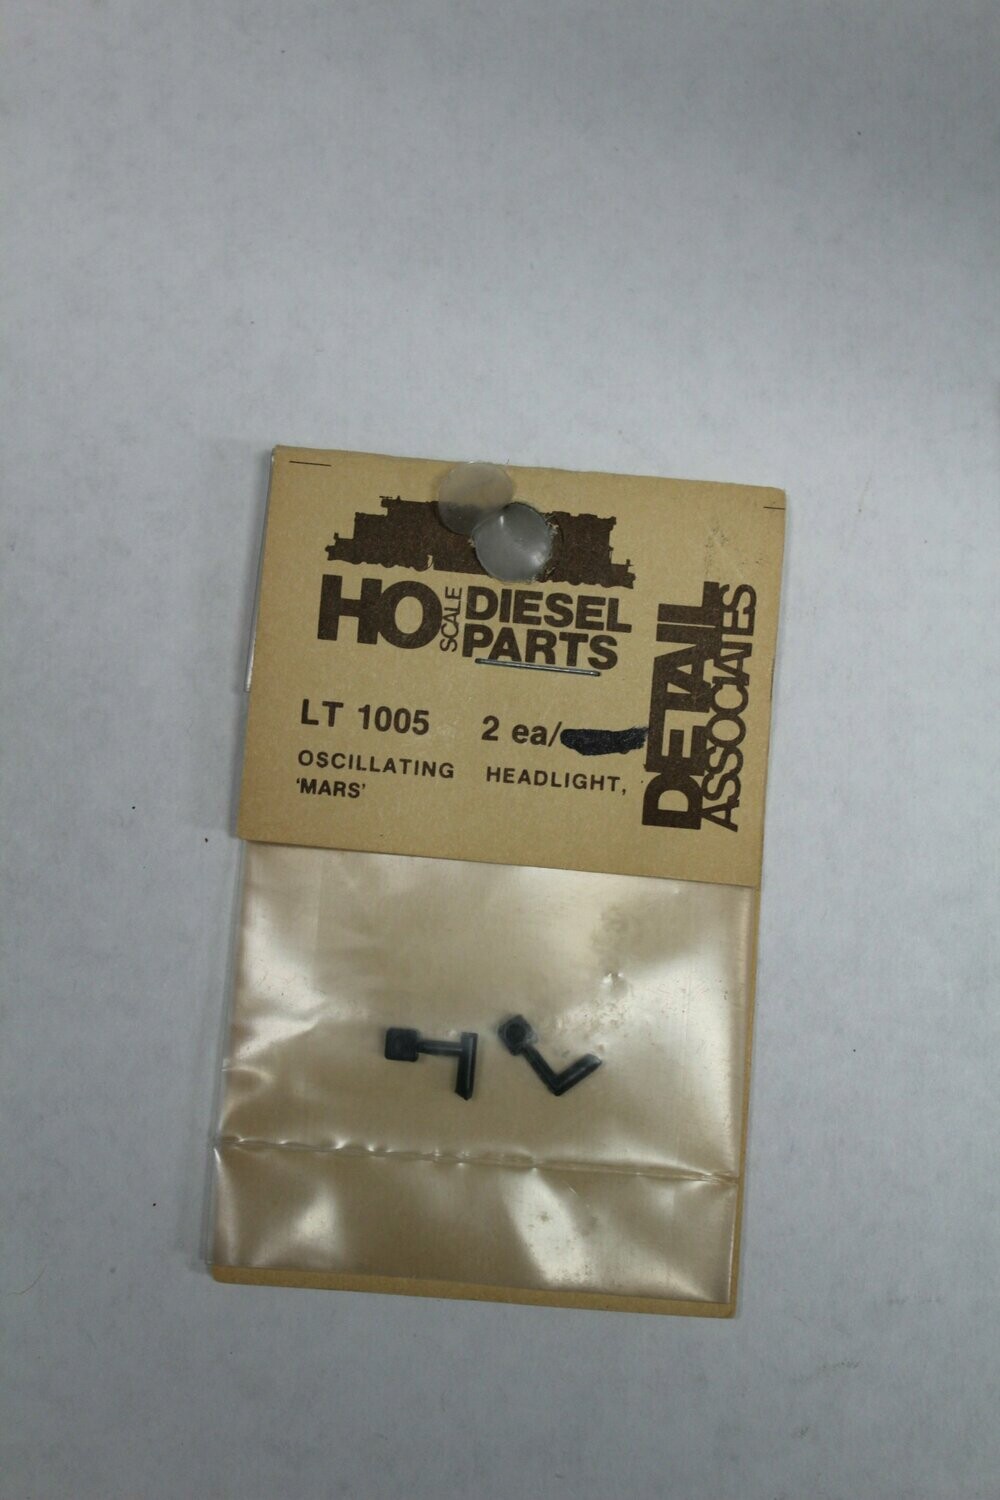 HO SCALE DIESEL
PARTS
LT 1005 2 ea/
OSCILLATING HEADLIGHT,
‘MARS’
DETAIL
ASSOCIATES